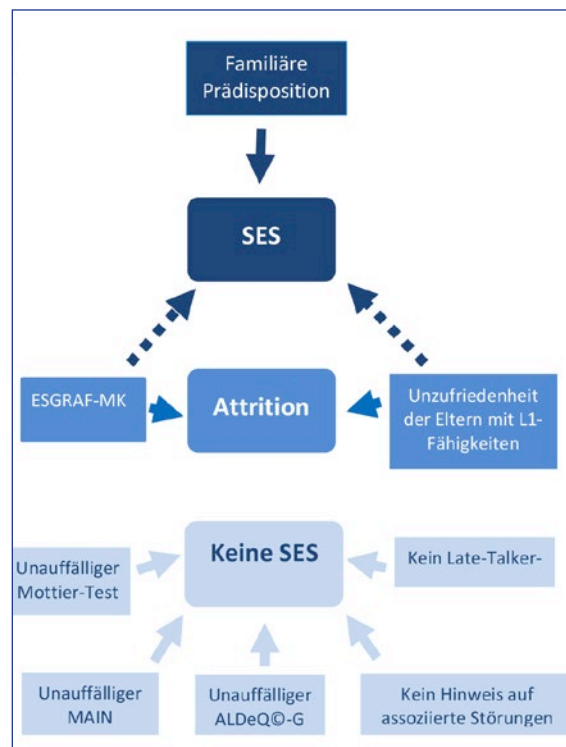 Familiäre
Prädisposition
SES
ESGRAF-MK
Attrition
Unzufriedenheit
der Eltern mit L1-
Fähigkeiten
Unauffälliger
Mottier-Test
Keine SES
Kein Late-Talker-
Unauffälliger
MAIN
Unauffälliger
ALDeQ©-G
Kein Hinweis auf
assoziierte Störungen